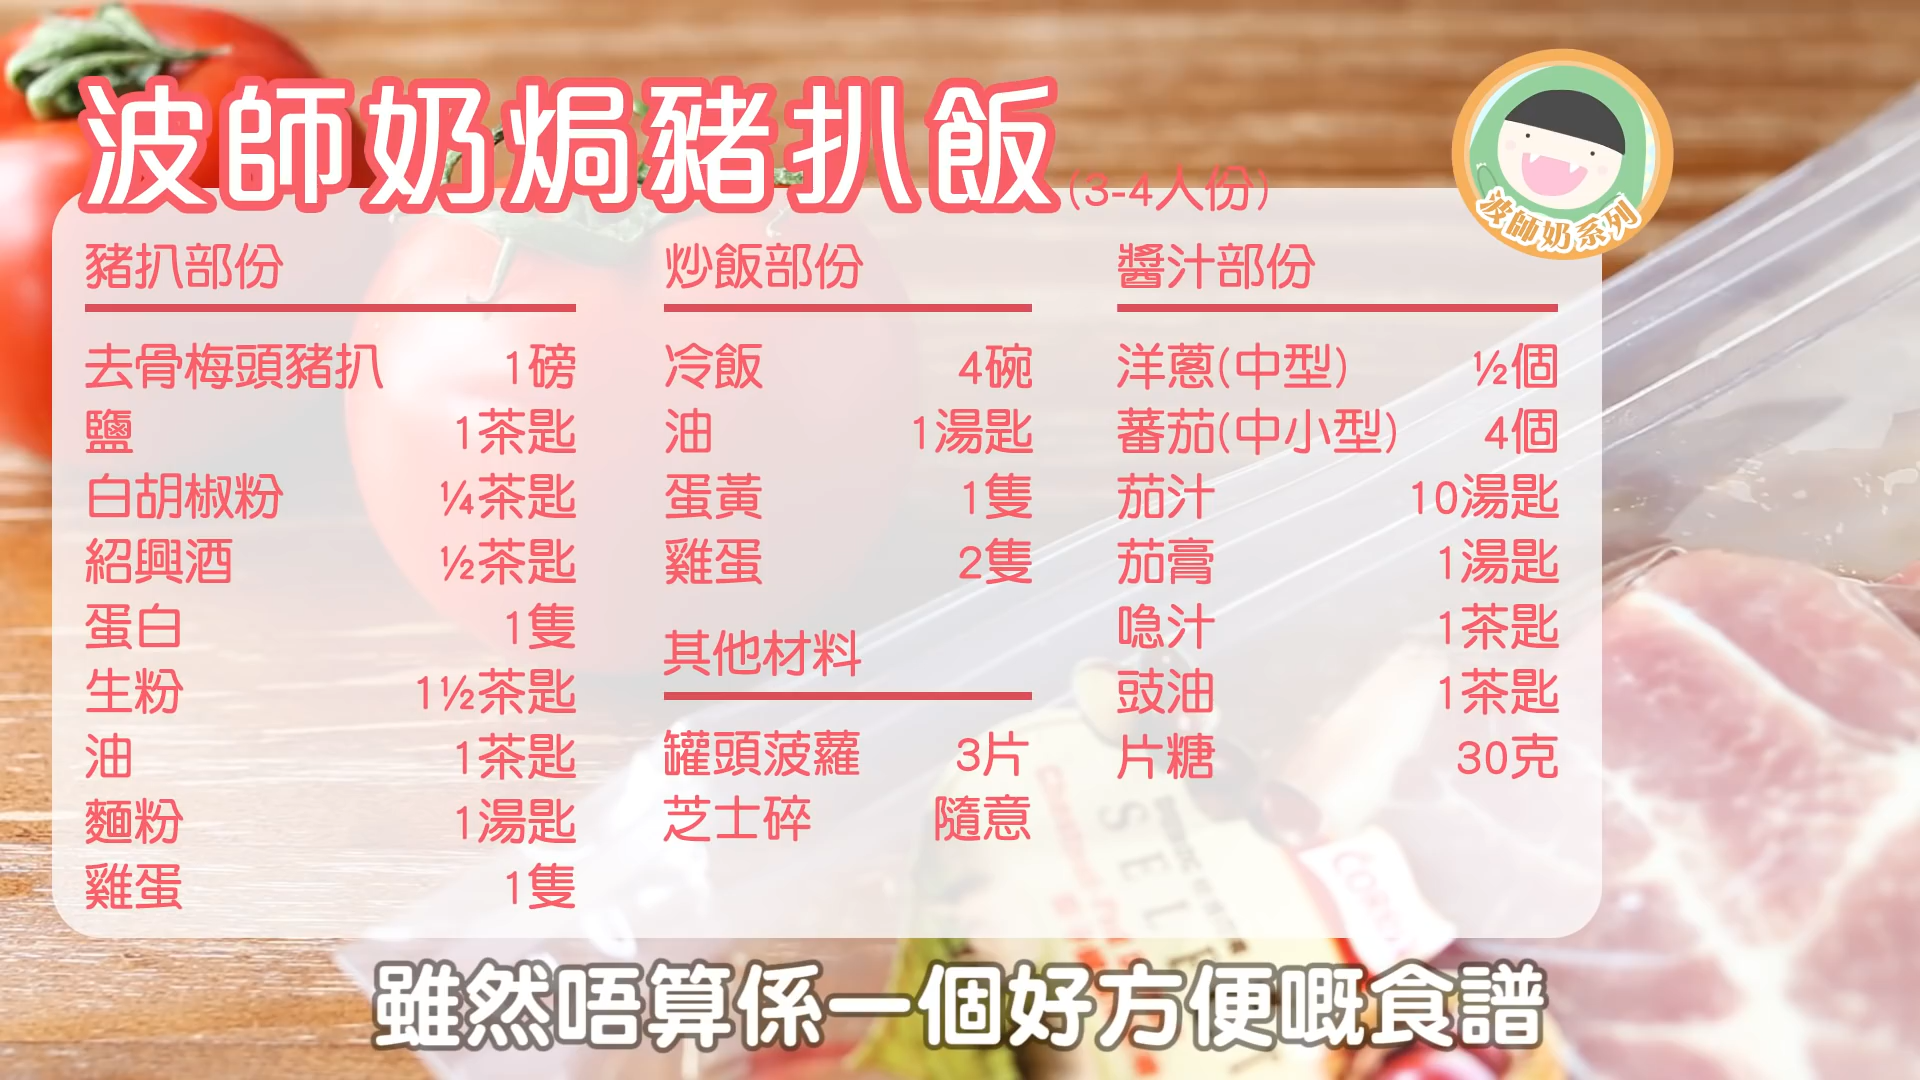 波師奶焗豬扒飯(3-4人份)
波師奶系列
豬扒部份
去骨梅頭豬扒 1磅
鹽 1茶匙
白胡椒粉 ¼茶匙
紹興酒 ½茶匙
蛋白 1隻
生粉 1½茶匙
油 1茶匙
麵粉 1湯匙
雞蛋 1隻
炒飯部份
冷飯 4碗
油 1湯匙
蛋黃 1隻
雞蛋 2隻
其他材料
罐頭菠蘿 3片
芝士碎 隨意
醬汁部份
洋蔥(中型) ½個
蕃茄(中小型) 4個
茄汁 10湯匙
茄膏 1湯匙
喼汁 1茶匙
豉油 1茶匙
片糖 30克
SEL
雖然唔算係一個好方便嘅食譜